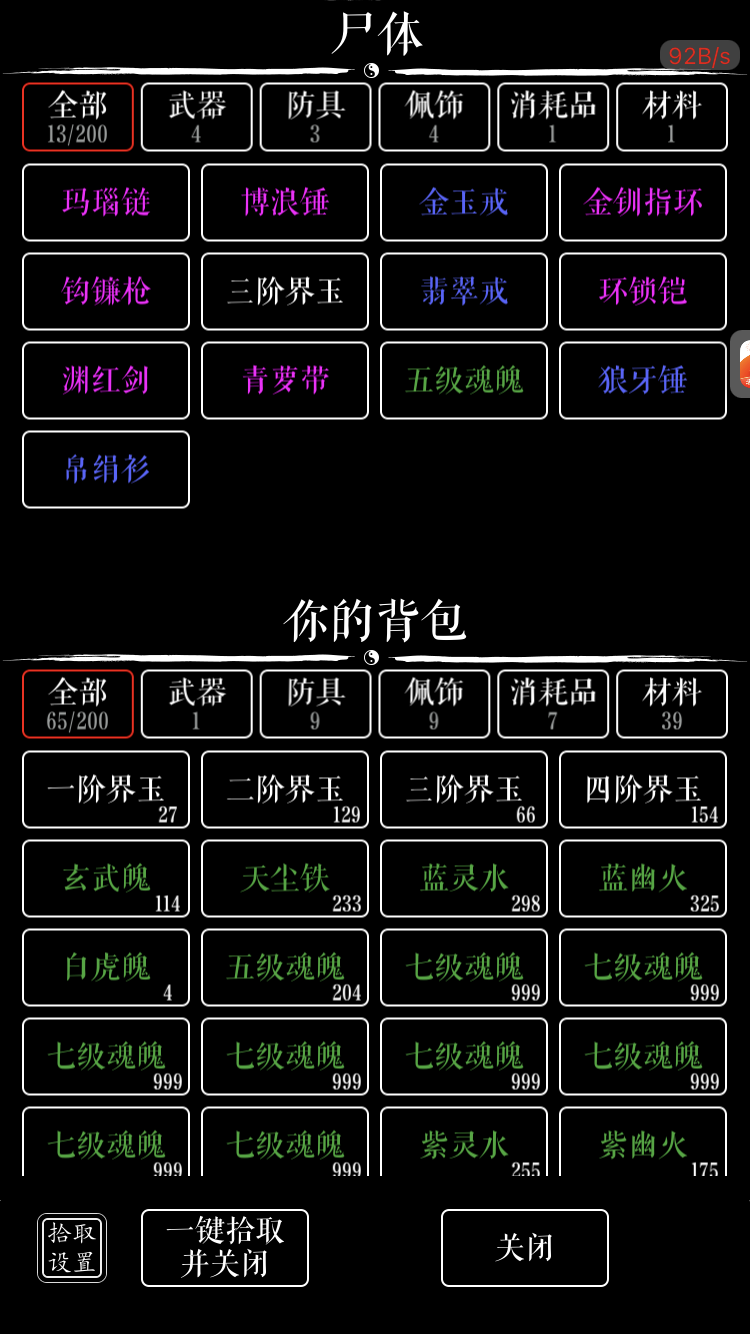 尸体
92B/s
全部 武器 防具 佩饰 消耗品 材料
13/200 4 3 4 1 1
玛瑙链 博浪锤 金玉戒 金钏指环
钩镰枪 三阶界玉 翡翠戒 环锁铠
渊红剑 青萝带 五级魂魄 狼牙锤
帛绢衫
你的背包
全部 武器 防具 佩饰 消耗品 材料
65/200 1 9 9 7 39
一阶界玉 二阶界玉 三阶界玉 四阶界玉
27 129 66 154
玄武魄 天尘铁 蓝灵水 蓝幽火
114 233 298 325
白虎魄 五级魂魄 七级魂魄 七级魂魄
4 204 999 999
七级魂魄 七级魂魄 七级魂魄 七级魂魄
999 999 999 999
七级魂魄 七级魂魄 紫灵水 紫幽火
999 999 255 175
拾取 一键拾取 关闭
设置 并关闭